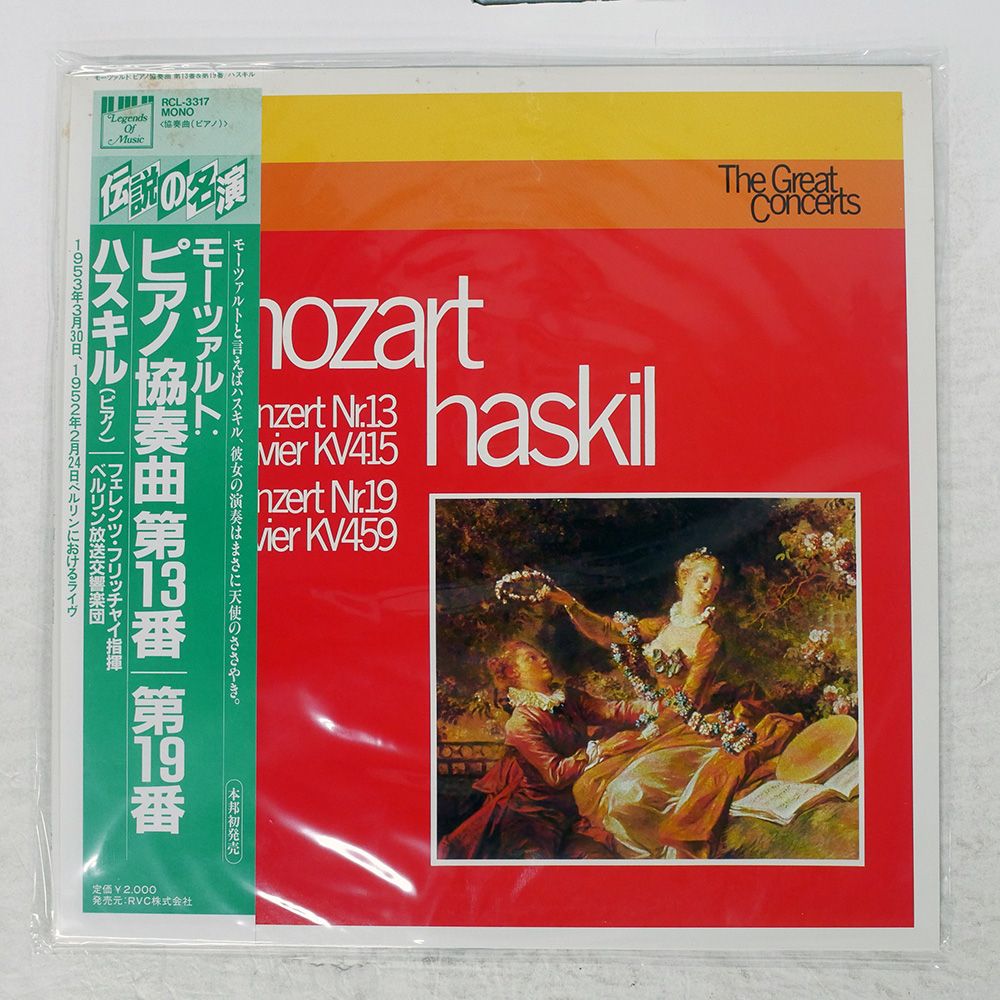 モーツァルト:ピアノ協奏曲 第13番&第19番/ハスキル
Legends
Of
Music
RCL-3317
MONO
<協奏曲(ピアノ)>
伝説の名演
モーツァルトと言えばハスキル、彼女の演奏はまさに天使のささやき。
本邦初発売
モーツァルト:
ピアノ協奏曲 第13番 第19番
ハスキル(ピアノ)
フェレンツ・フリッチャイ指揮
ベルリン放送交響楽団
1953年3月30日、1952年2月24日ベルリンにおけるライヴ
定価¥2,000
発売元:RVC株式会社
The Great
Concerts
mozart
haskil
nzert Nr.13
vier KV415
nzert Nr.19
vier KV459